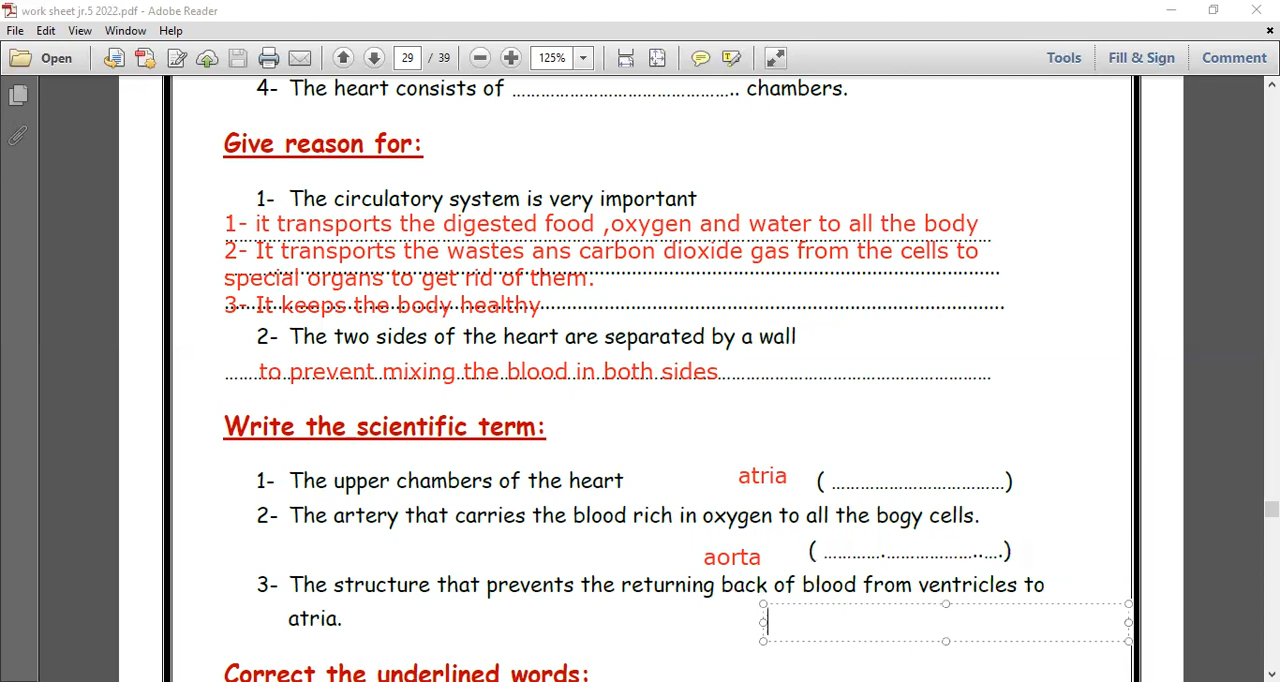 work sheet jr.5 2022.pdf - Adobe Reader
File Edit View Window Help
Open 29 / 39 125% Tools Fill & Sign Comment
4- The heart consists of ……………………………………….. chambers.
Give reason for:
1- The circulatory system is very important
1- it transports the digested food ,oxygen and water to all the body
2- It transports the wastes ans carbon dioxide gas from the cells to
special organs to get rid of them.
3- It keeps the body healthy
2- The two sides of the heart are separated by a wall
to prevent mixing the blood in both sides
Write the scientific term:
1- The upper chambers of the heart atria ( ………………………………)
2- The artery that carries the blood rich in oxygen to all the bogy cells.
aorta ( ………….………………..….)
3- The structure that prevents the returning back of blood from ventricles to
atria.
Correct the underlined words: